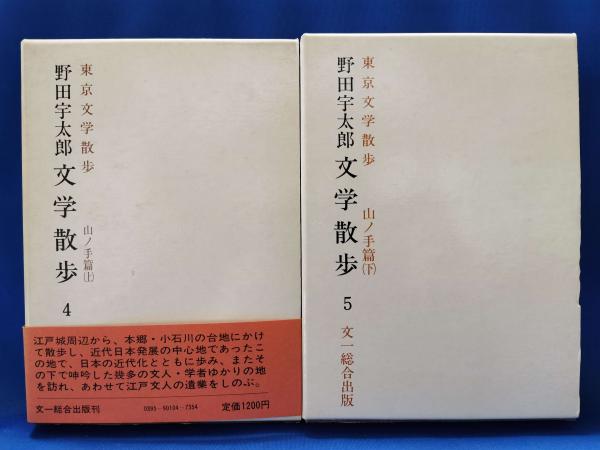 東京文学散歩
野田宇太郎 文学散歩 4
山ノ手篇(上)
江戸城周辺から、本郷・小石川の台地にかけ
て散歩し、近代日本発展の中心地であったこ
の地で、日本の近代化とともに歩み、またそ
の下で呻吟した幾多の文人・学者ゆかりの地
を訪れ、あわせて江戸文人の遺業をしのぶ。
文一総合出版刊
0395-90104-7354
定価1200円
東京文学散歩
山ノ手篇(下)
野田宇太郎 文学散歩 5
文一総合出版